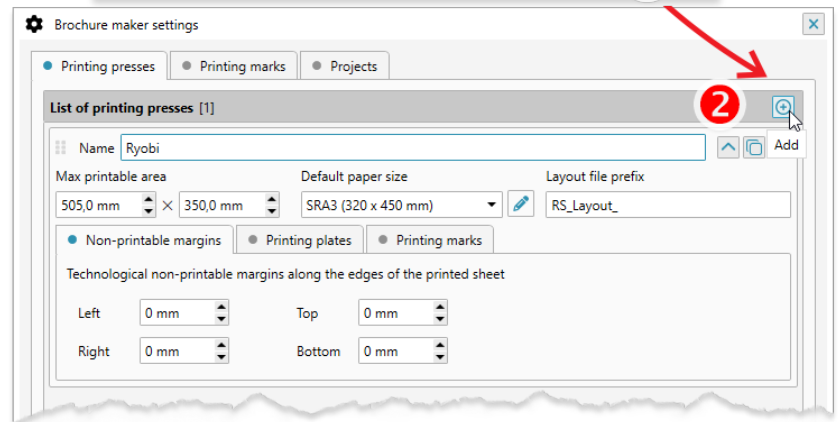 Brochure maker settings
Printing presses Printing marks Projects
List of printing presses [1]
2
Name Ryobi
Add
Max printable area Default paper size Layout file prefix
505,0 mm × 350,0 mm SRA3 (320 x 450 mm) RS_Layout_
Non-printable margins Printing plates Printing marks
Technological non-printable margins along the edges of the printed sheet
Left 0 mm Top 0 mm
Right 0 mm Bottom 0 mm